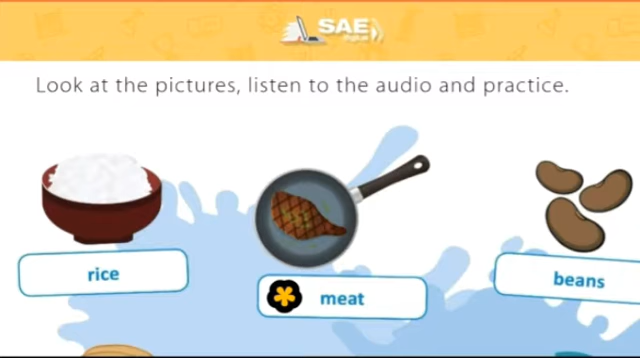 SAE
Look at the pictures, listen to the audio and practice.
rice
meat
beans